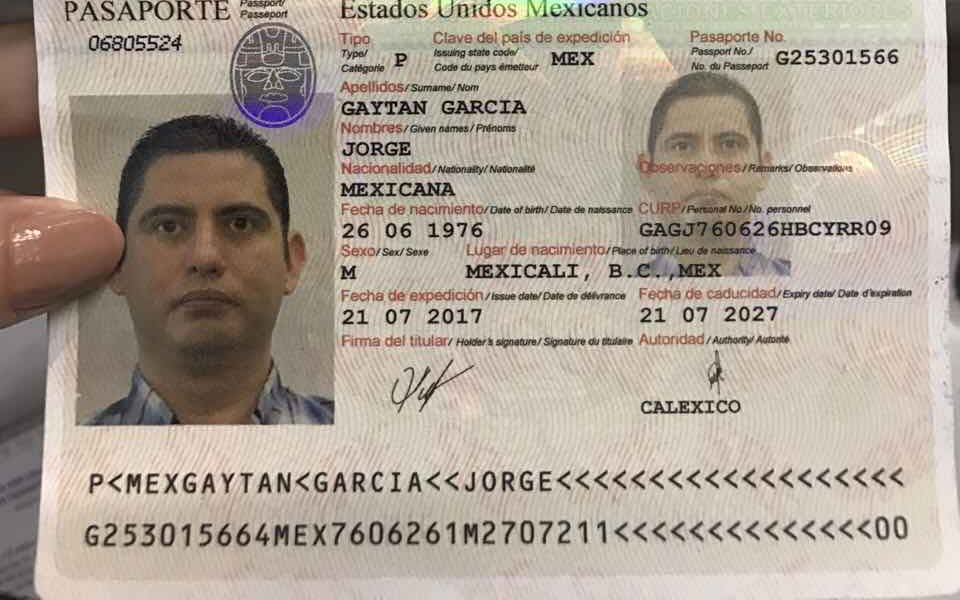 PASAPORTE Passport/ Passeport Estados Unidos Mexicanos
06805524
Tipo Clave del país de expedición Pasaporte No.
Type/ Issuing state code/ Passport No./
Catégorie P Code du pays émetteur MEX No. du Passeport G25301566
Apellidos/ Surname/ Nom
GAYTAN GARCIA
Nombres/ Given names/ Prénoms
JORGE
Nacionalidad/ Nationality/ Nationalité Observaciones/ Remarks/ Observations
MEXICANA
Fecha de nacimiento/ Date of birth/ Date de naissance CURP/ Personal No./ No. personnel
26 06 1976 GAGJ760626HBCYRR09
Sexo/ Sex/ Sexe Lugar de nacimiento/ Place of birth/ Lieu de naissance
M MEXICALI, B.C.,MEX
Fecha de expedición/ Issue date/ Date de délivrance Fecha de caducidad/ Expiry date/ Date d'expiration
21 07 2017 21 07 2027
Firma del titular/ Holder's signature/ Signature du titulaire Autoridad/ Authority/ Autorité
CALEXICO
P<MEXGAYTAN<GARCIA<<JORGE<<<<<<<<<<<<<<<<<<<
G253015664MEX7606261M2707211<<<<<<<<<<<<<<00